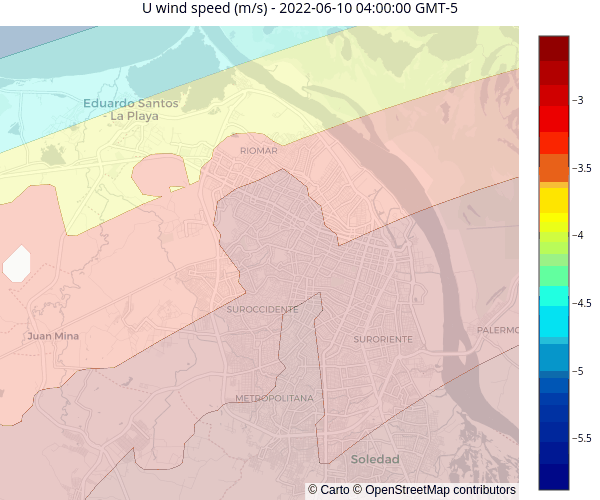 U wind speed (m/s) - 2022-06-10 04:00:00 GMT-5
Eduardo Santos
- La Playa
RIOMAR
SUROCCIDENTE
Juan Mina
SURORIENTE
PALERMO
METROPOLITANA
Soledad
© Carto © OpenStreetMap contributors
−3
−3.5
−4
−4.5
−5
−5.5